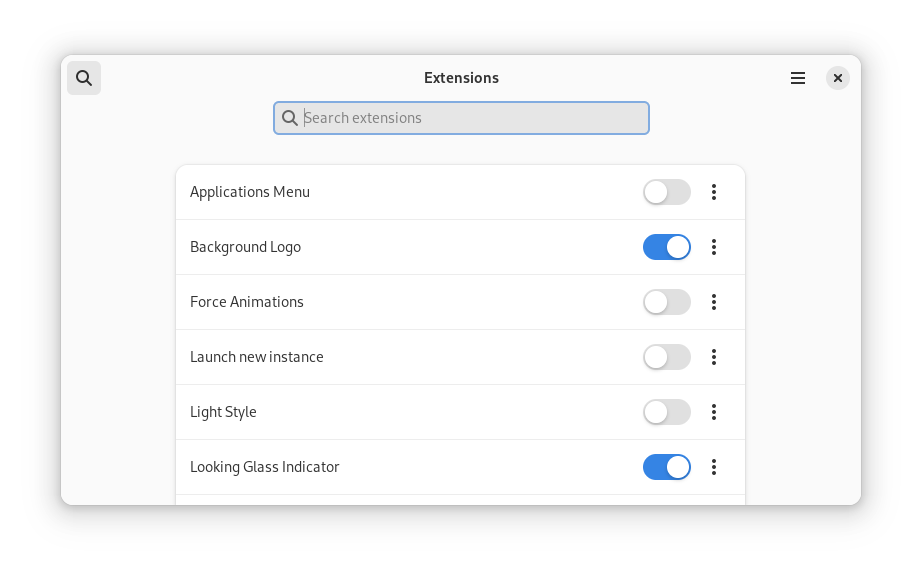 Extensions
Search extensions
Applications Menu
Background Logo
Force Animations
Launch new instance
Light Style
Looking Glass Indicator